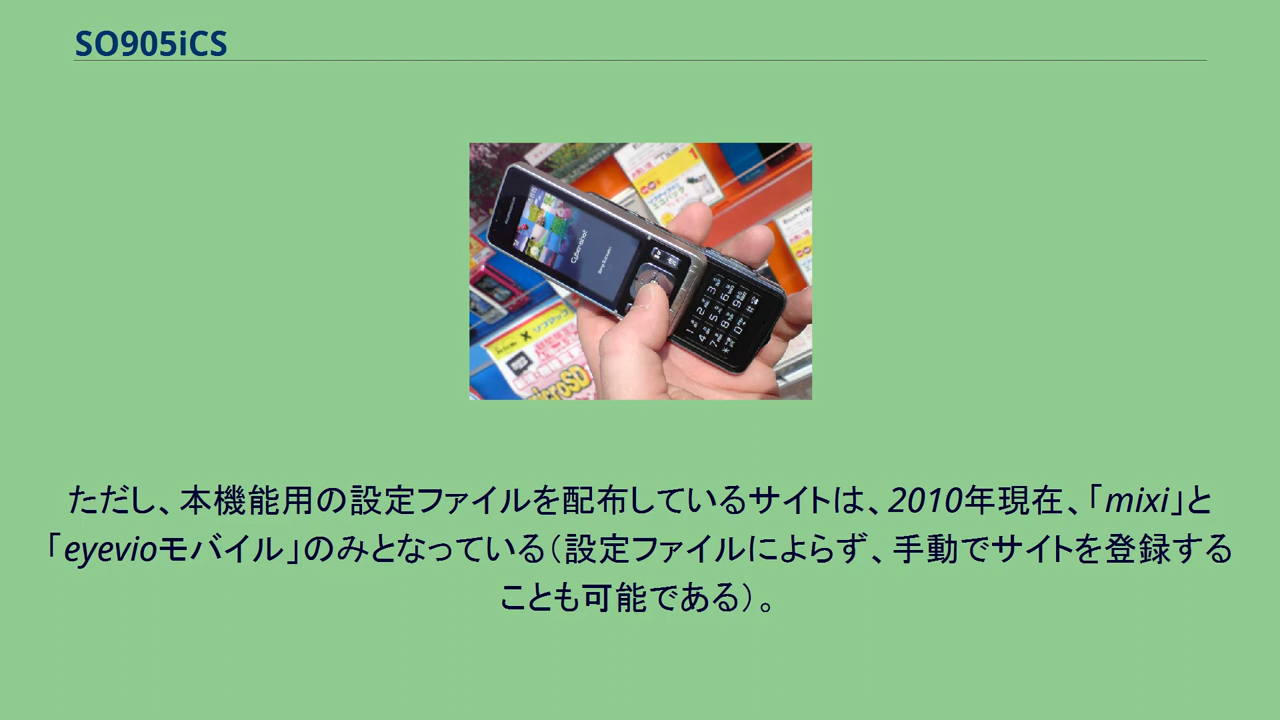 SO905iCS
Cybershot
microSD
ただし、本機能用の設定ファイルを配布しているサイトは、2010年現在、「mixi」と
「eyevioモバイル」のみとなっている（設定ファイルによらず、手動でサイトを登録する
ことも可能である）。